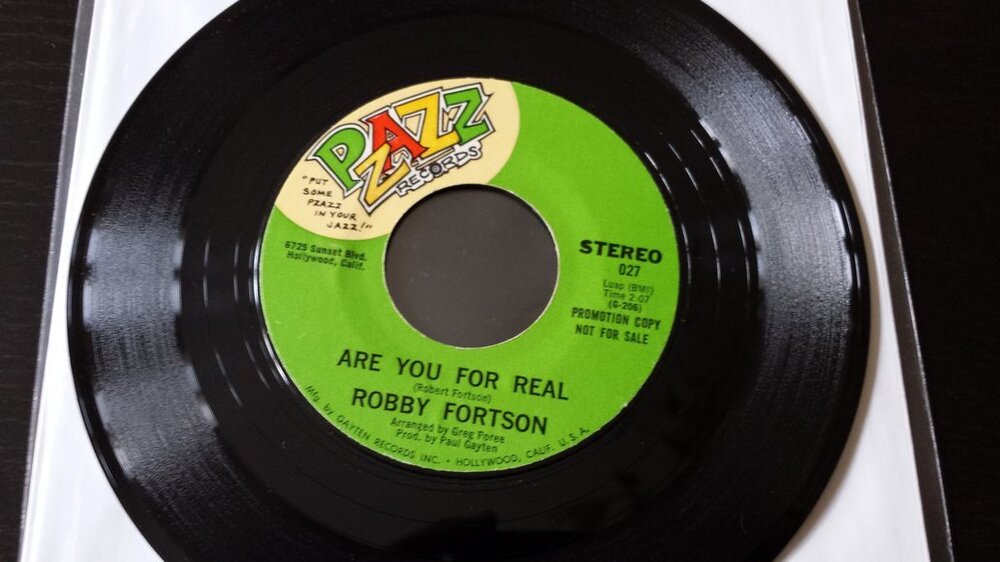 PZAZZ
RECORDS
"PUT
SOME
PZAZZ
IN YOUR
JAZZ!"
6725 Sunset Blvd.
Hollywood, Calif.
STEREO
027
Luap (BMI)
Time 2:07
(G-206)
PROMOTION COPY
NOT FOR SALE
ARE YOU FOR REAL
(Robert Fortson)
ROBBY FORTSON
Arranged by Greg Poree
Prod. by Paul Gayten
Mfg. by GAYTEN RECORDS INC. • HOLLYWOOD, CALIF. U.S.A.